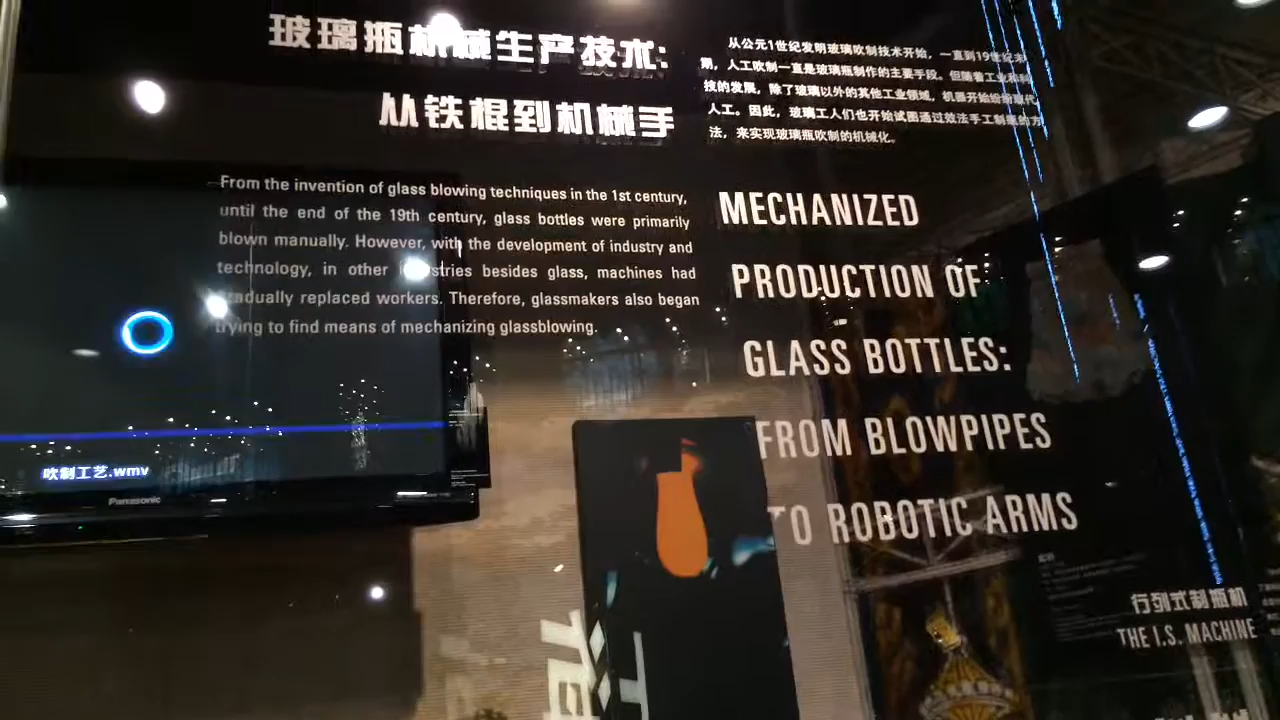 玻璃瓶机械生产技术:
从铁棍到机械手
从公元1世纪发明玻璃吹制技术开始，一直到19世纪末
期，人工吹制一直是玻璃瓶制作的主要手段。但随着工业和科
技的发展，除了玻璃以外的其他工业领域，机器开始纷纷取代
人工。因此，玻璃工人们也开始试图通过效法手工制瓶的方
法，来实现玻璃瓶吹制的机械化。
From the invention of glass blowing techniques in the 1st century,
until the end of the 19th century, glass bottles were primarily
blown manually. However, with the development of industry and
technology, in other industries besides glass, machines had
gradually replaced workers. Therefore, glassmakers also began
trying to find means of mechanizing glassblowing.
MECHANIZED
PRODUCTION OF
GLASS BOTTLES:
FROM BLOWPIPES
TO ROBOTIC ARMS
吹制工艺.wmv
Panasonic
行列式制瓶机
THE I.S. MACHINE